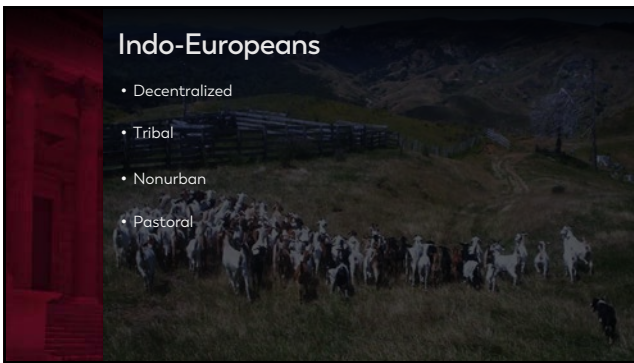 Indo-Europeans
• Decentralized
• Tribal
• Nonurban
• Pastoral